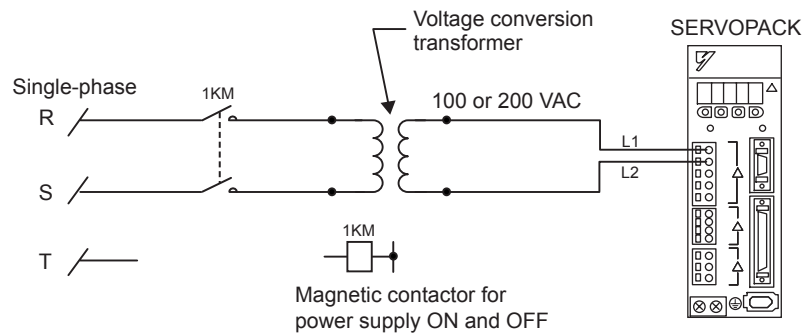 Voltage conversion
transformer
SERVOPACK
Single-phase
1KM
100 or 200 VAC
R
L1
L2
S
1KM
T
Magnetic contactor for
power supply ON and OFF